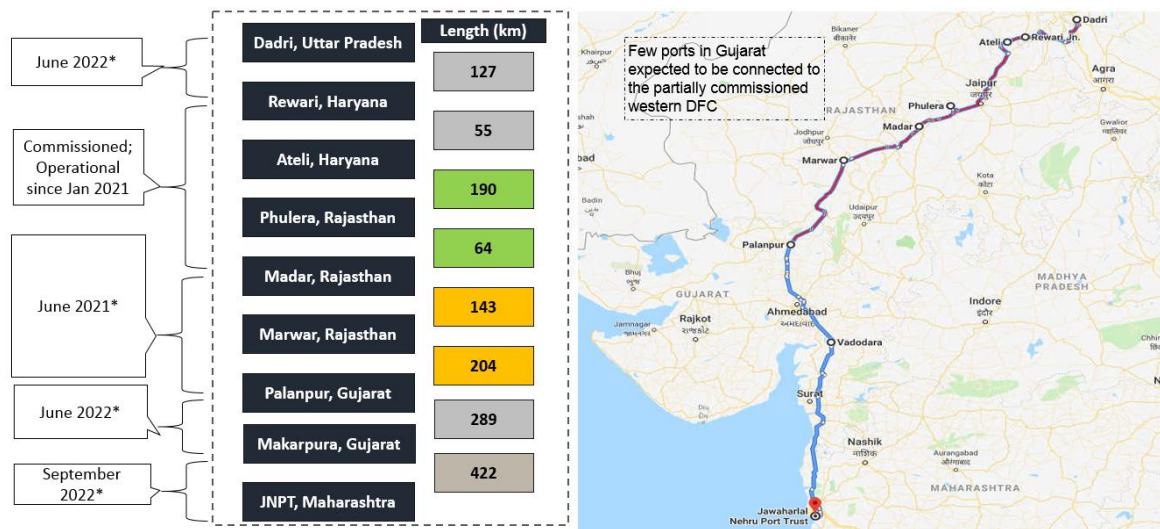 June 2022*
Commissioned;
Operational
since Jan 2021
June 2021*
June 2022*
September
2022*
Dadri, Uttar Pradesh
Rewari, Haryana
Ateli, Haryana
Phulera, Rajasthan
Madar, Rajasthan
Marwar, Rajasthan
Palanpur, Gujarat
Makarpura, Gujarat
JNPT, Maharashtra
Length (km)
127
55
190
64
143
204
289
422
Few ports in Gujarat
expected to be connected to
the partially commissioned
western DFC
Dadri
Bikaner
बीकानेर
Ateli
Rewari Jn.
Khairpur
Agra
आगरा
Jaipur
जयपुर
RAJASTHAN
Phulera
Gwalior
ग्वालियर
Madar
Jodhpur
जोधपुर
Marwar
Kota
कोटा
Badin
Udaipur
उदयपुर
Palanpur
MADHYA
PRADESH
Bhuj
GUJARAT
Ahmedabad
અમદાવાદ
Indore
इंदौर
Rajkot
રાજકોટ
Jamnagar
Vadodara
Surat
Nashik
नाशिक
Aurangabad
औरंगाबाद
MAHARASHTRA
Jawaharlal
Nehru Port Trust